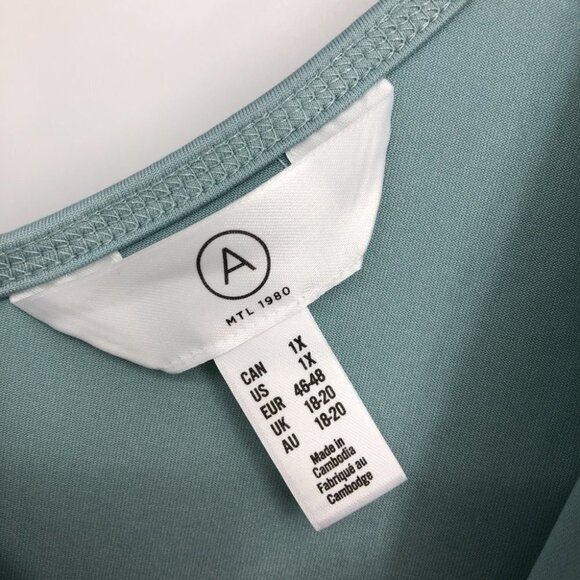 A
MTL 1980
CAN 1X
US 1X
EUR 46-48
UK 18-20
AU 18-20
Made in
Cambodia
Fabriqué au
Cambodge